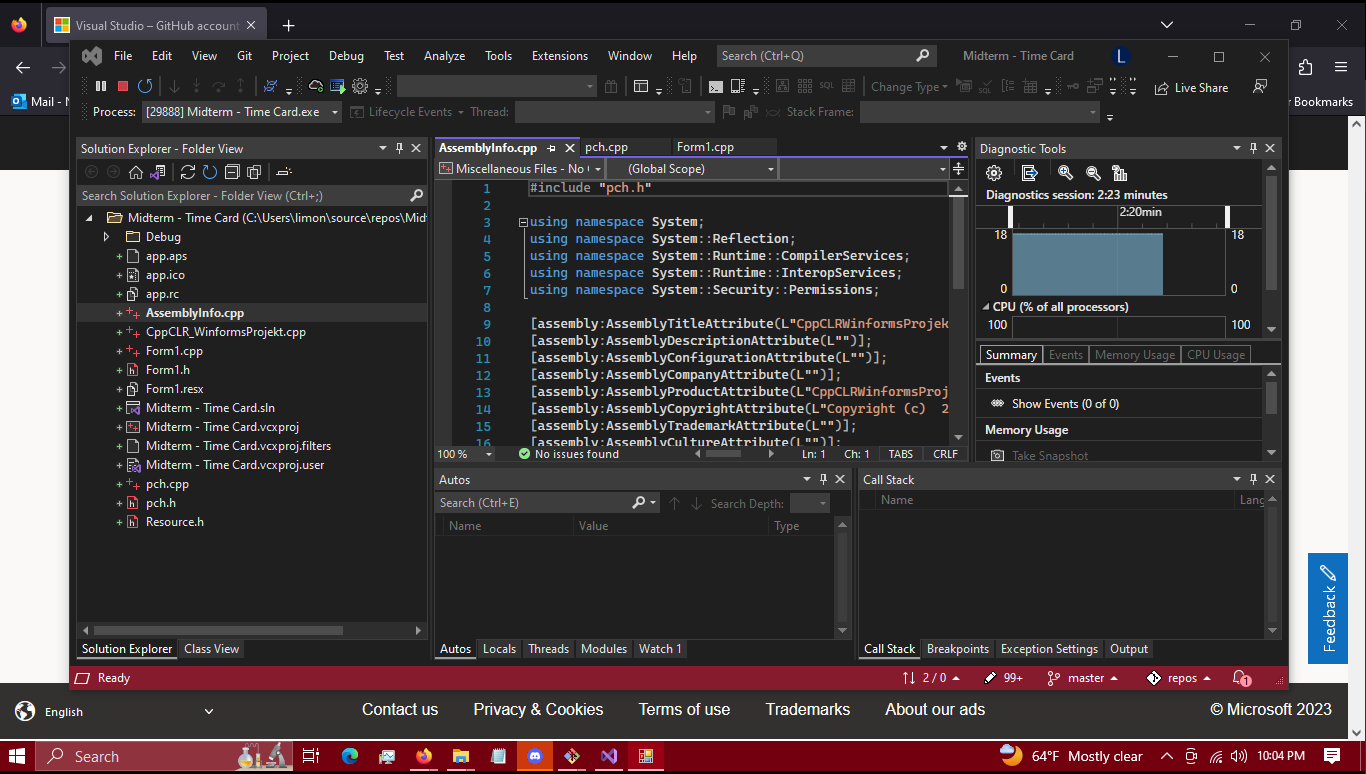 Visual Studio – GitHub account
File Edit View Git Project Debug Test Analyze Tools Extensions Window Help Search (Ctrl+Q) Midterm - Time Card L
Mail -
Bookmarks
Change Type Live Share
Process: [29888] Midterm - Time Card.exe Lifecycle Events Thread: Stack Frame:
Solution Explorer - Folder View
Search Solution Explorer - Folder View (Ctrl+;)
Midterm - Time Card (C:\Users\limon\source\repos\Mid
Debug
app.aps
app.ico
app.rc
AssemblyInfo.cpp
CppCLR_WinformsProjekt.cpp
Form1.cpp
Form1.h
Form1.resx
Midterm - Time Card.sln
Midterm - Time Card.vcxproj
Midterm - Time Card.vcxproj.filters
Midterm - Time Card.vcxproj.user
pch.cpp
pch.h
Resource.h
Solution Explorer Class View
AssemblyInfo.cpp pch.cpp Form1.cpp
Miscellaneous Files - No (Global Scope)
1 #include "pch.h"
2
3 using namespace System;
4 using namespace System::Reflection;
5 using namespace System::Runtime::CompilerServices;
6 using namespace System::Runtime::InteropServices;
7 using namespace System::Security::Permissions;
8
9 [assembly:AssemblyTitleAttribute(L"CppCLRWinformsProjek
10 [assembly:AssemblyDescriptionAttribute(L"")];
11 [assembly:AssemblyConfigurationAttribute(L"")];
12 [assembly:AssemblyCompanyAttribute(L"")];
13 [assembly:AssemblyProductAttribute(L"CppCLRWinformsProj
14 [assembly:AssemblyCopyrightAttribute(L"Copyright (c)  2
15 [assembly:AssemblyTrademarkAttribute(L"")];
16 [assembly:AssemblyCultureAttribute(L"")];
100 % No issues found Ln: 1 Ch: 1 TABS CRLF
Diagnostic Tools
Diagnostics session: 2:23 minutes
2:20min
18 18
0 0
CPU (% of all processors)
100 100
Summary Events Memory Usage CPU Usage
Events
Show Events (0 of 0)
Memory Usage
Take Snapshot
Autos
Search (Ctrl+E) Search Depth:
Name Value Type
Autos Locals Threads Modules Watch 1
Call Stack
Name Lang
Call Stack Breakpoints Exception Settings Output
Ready 2 / 0 99+ master repos 1
Feedback
English Contact us Privacy & Cookies Terms of use Trademarks About our ads © Microsoft 2023
Search 64°F Mostly clear 10:04 PM